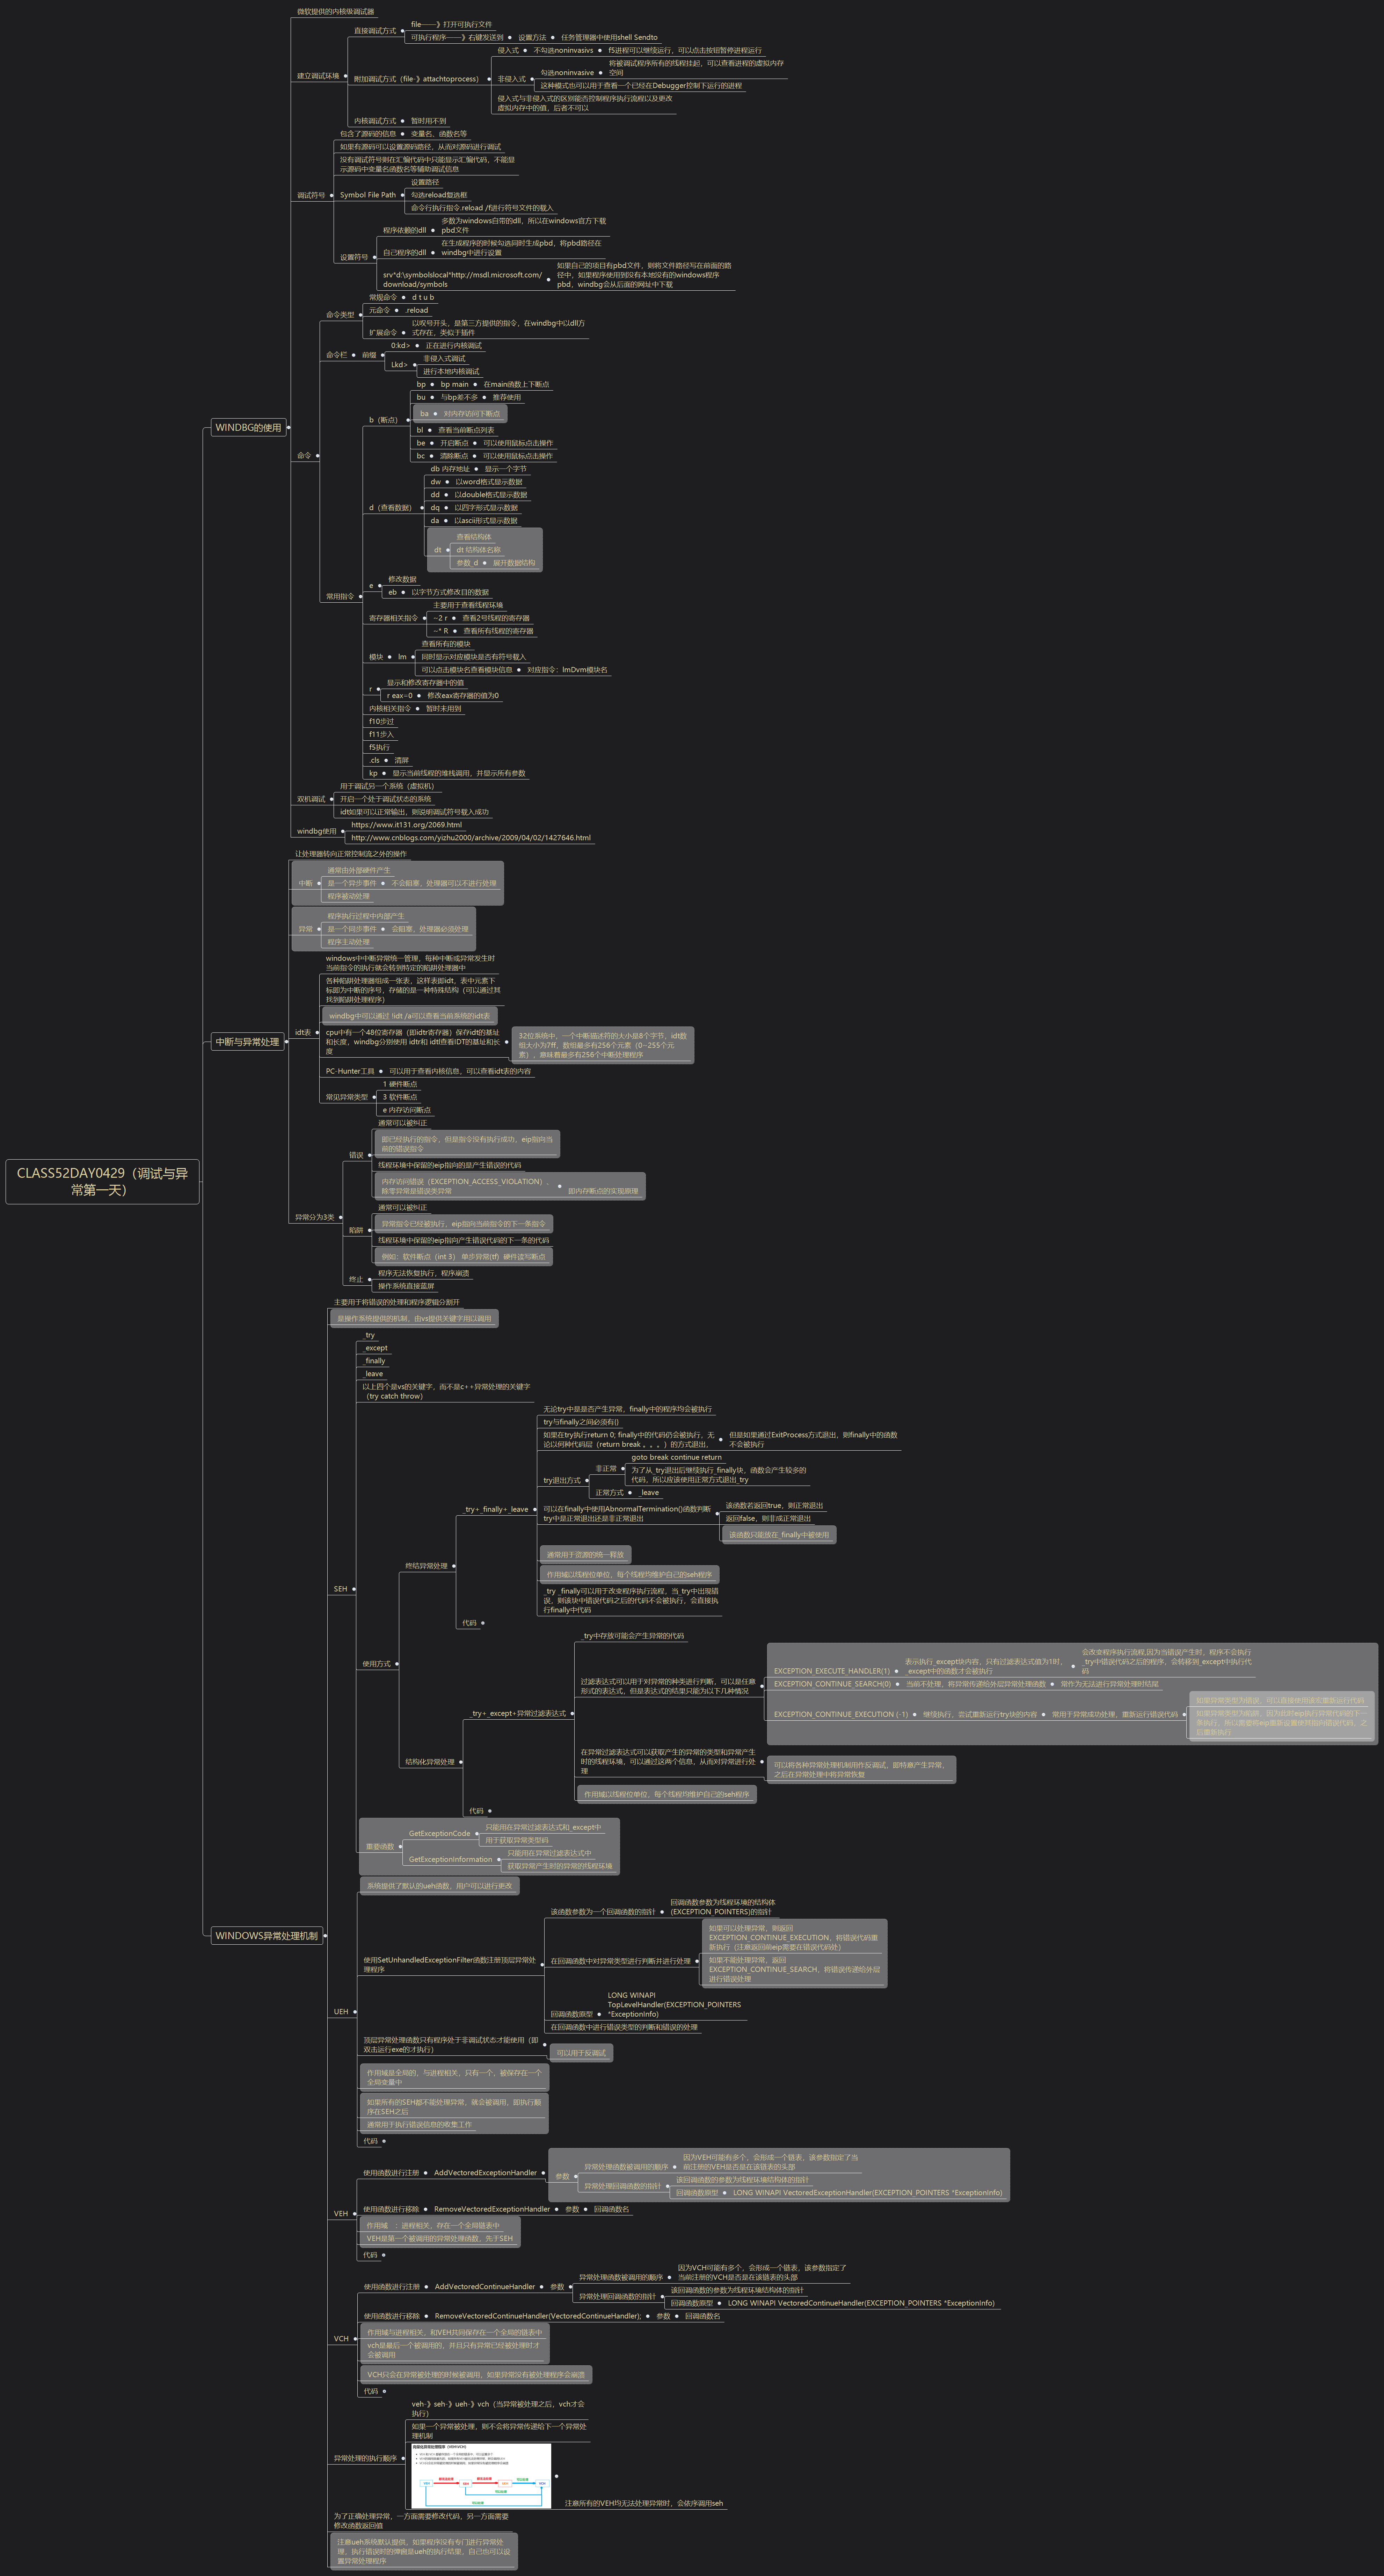 CLASS52DAY0429（调试与异
常第一天）
WINDBG的使用
微软提供的内核级调试器
建立调试环境
直接调试方式
file——》打开可执行文件
可执行程序——》右键发送到
设置方法
任务管理器中使用shell Sendto
附加调试方式（file-》attachtoprocess）
侵入式
不勾选noninvasivs
f5进程可以继续运行，可以点击按钮暂停进程运行
非侵入式
勾选noninvasive
将被调试程序所有的线程挂起，可以查看进程的虚拟内存
空间
这种模式也可以用于查看一个已经在Debugger控制下运行的进程
侵入式与非侵入式的区别能否控制程序执行流程以及更改
虚拟内存中的值，后者不可以
内核调试方式
暂时用不到
调试符号
包含了源码的信息
变量名，函数名等
如果有源码可以设置源码路径，从而对源码进行调试
没有调试符号则在汇编代码中只能显示汇编代码，不能显
示源码中变量名函数名等辅助调试信息
Symbol File Path
设置路径
勾选reload复选框
命令行执行指令.reload /f进行符号文件的载入
设置符号
程序依赖的dll
多数为windows自带的dll，所以在windows官方下载
pbd文件
自己程序的dll
在生成程序的时候勾选同时生成pbd，将pbd路径在
windbg中进行设置
srv*d:\symbolslocal*http://msdl.microsoft.com/
download/symbols
如果自己的项目有pbd文件，则将文件路径写在前面的路
径中，如果程序使用到没有本地没有的windows程序
pbd，windbg会从后面的网址中下载
命令
命令类型
常规命令
d t u b
元命令
.reload
扩展命令
以叹号开头，是第三方提供的指令，在windbg中以dll方
式存在，类似于插件
命令栏
前缀
0:kd>
正在进行内核调试
Lkd>
非侵入式调试
进行本地内核调试
常用指令
b（断点）
bp
bp main
在main函数上下断点
bu
与bp差不多
推荐使用
ba
对内存访问下断点
bl
查看当前断点列表
be
开启断点
可以使用鼠标点击操作
bc
清除断点
可以使用鼠标点击操作
d（查看数据）
db 内存地址
显示一个字节
dw
以word格式显示数据
dd
以double格式显示数据
dq
以四字形式显示数据
da
以ascii形式显示数据
dt
查看结构体
dt 结构体名称
参数_d
展开数据结构
e
修改数据
eb
以字节方式修改目的数据
寄存器相关指令
主要用于查看线程环境
~2 r
查看2号线程的寄存器
~* R
查看所有线程的寄存器
模块
lm
查看所有的模块
同时显示对应模块是否有符号载入
可以点击模块名查看模块信息
对应指令：lmDvm模块名
r
显示和修改寄存器中的值
r eax=0
修改eax寄存器的值为0
内核相关指令
暂时未用到
f10步过
f11步入
f5执行
.cls
清屏
kp
显示当前线程的堆栈调用，并显示所有参数
双机调试
用于调试另一个系统（虚拟机）
开启一个处于调试状态的系统
idt如果可以正常输出，则说明调试符号载入成功
windbg使用
https://www.it131.org/2069.html
http://www.cnblogs.com/yizhu2000/archive/2009/04/02/1427646.html
中断与异常处理
让处理器转向正常控制流之外的操作
中断
通常由外部硬件产生
是一个异步事件
不会阻塞，处理器可以不进行处理
程序被动处理
异常
程序执行过程中内部产生
是一个同步事件
会阻塞，处理器必须处理
程序主动处理
idt表
windows中中断异常统一管理，每种中断或异常发生时
当前指令的执行就会转到特定的陷阱处理器中
各种陷阱处理器组成一张表，这样表即idt，表中元素下
标即为中断的序号，存储的是一种特殊结构（可以通过其
找到陷阱处理程序）
windbg中可以通过 !idt /a可以查看当前系统的idt表
cpu中有一个48位寄存器（即idtr寄存器）保存idt的基址
和长度，windbg分别使用 idtr和 idtl查看IDT的基址和长
度
32位系统中，一个中断描述符的大小是8个字节，idt数
组大小为7ff，数组最多有256个元素（0~255个元
素），意味着最多有256个中断处理程序
PC-Hunter工具
可以用于查看内核信息，可以查看idt表的内容
常见异常类型
1 硬件断点
3 软件断点
e 内存访问断点
异常分为3类
错误
通常可以被纠正
即已经执行的指令，但是指令没有执行成功，eip指向当
前的错误指令
线程环境中保留的eip指向的是产生错误的代码
内存访问错误（EXCEPTION_ACCESS_VIOLATION）、
除零异常是错误类异常
即内存断点的实现原理
陷阱
通常可以被纠正
异常指令已经被执行，eip指向当前指令的下一条指令
线程环境中保留的eip指向产生错误代码的下一条的代码
例如：软件断点（int 3） 单步异常(tf) 硬件读写断点
终止
程序无法恢复执行，程序崩溃
操作系统直接蓝屏
WINDOWS异常处理机制
SEH
主要用于将错误的处理和程序逻辑分割开
是操作系统提供的机制，由vs提供关键字用以调用
_try
_except
_finally
_leave
以上四个是vs的关键字，而不是c++异常处理的关键字
（try catch throw）
使用方式
终结异常处理
_try+_finally+_leave
无论try中是是否产生异常，finally中的程序均会被执行
try与finally之间必须有{}
如果在try执行return 0; finally中的代码仍会被执行，无
论以何种代码层（return break 。。。）的方式退出，
但是如果通过ExitProcess方式退出，则finally中的函数
不会被执行
try退出方式
非正常
goto break continue return
为了从_try退出后继续执行_finally块，函数会产生较多的
代码，所以应该使用正常方式退出_try
正常方式
_leave
可以在finally中使用AbnormalTermination()函数判断
try中是正常退出还是非正常退出
该函数若返回true，则正常退出
返回false，则非成正常退出
该函数只能放在_finally中被使用
通常用于资源的统一释放
作用域以线程位单位，每个线程均维护自己的seh程序
_try _finally可以用于改变程序执行流程，当_try中出现错
误，则该块中错误代码之后的代码不会被执行，会直接执
行finally中代码
代码
结构化异常处理
_try+_except+异常过滤表达式
_try中存放可能会产生异常的代码
过滤表达式可以用于对异常的种类进行判断，可以是任意
形式的表达式，但是表达式的结果只能为以下几种情况
EXCEPTION_EXECUTE_HANDLER(1)
表示执行_except块内容，只有过滤表达式值为1时，
_except中的函数才会被执行
会改变程序执行流程,因为当错误产生时，程序不会执行
_try中错误代码之后的程序，会转移到_except中执行代
码
EXCEPTION_CONTINUE_SEARCH(0)
当前不处理，将异常传递给外层异常处理函数
常作为无法进行异常处理时结尾
EXCEPTION_CONTINUE_EXECUTION (-1)
继续执行，尝试重新运行try块的内容
常用于异常成功处理，重新运行错误代码
如果异常类型为错误，可以直接使用该宏重新运行代码
如果异常类型为陷阱，因为此时eip执行异常代码的下一
条执行，所以需要将eip重新设置使其指向错误代码，之
后重新执行
在异常过滤表达式可以获取产生的异常的类型和异常产生
时的线程环境，可以通过这两个信息，从而对异常进行处
理
可以将各种异常处理机制用作反调试，即特意产生异常，
之后在异常处理中将异常恢复
作用域以线程位单位，每个线程均维护自己的seh程序
代码
重要函数
GetExceptionCode
只能用在异常过滤表达式和_except中
用于获取异常类型码
GetExceptionInformation
只能用在异常过滤表达式中
获取异常产生时的异常的线程环境
UEH
系统提供了默认的ueh函数，用户可以进行更改
使用SetUnhandledExceptionFilter函数注册顶层异常处
理程序
该函数参数为一个回调函数的指针
回调函数参数为线程环境的结构体
(EXCEPTION_POINTERS)的指针
在回调函数中对异常类型进行判断并进行处理
如果可以处理异常，则返回
EXCEPTION_CONTINUE_EXECUTION，将错误代码重
新执行（注意返回前eip需要在错误代码处）
如果不能处理异常，返回
EXCEPTION_CONTINUE_SEARCH，将错误传递给外层
进行错误处理
回调函数原型
LONG WINAPI
TopLevelHandler(EXCEPTION_POINTERS
*ExceptionInfo)
在回调函数中进行错误类型的判断和错误的处理
顶层异常处理函数只有程序处于非调试状态才能使用（即
双击运行exe的才执行）
可以用于反调试
作用域是全局的，与进程相关，只有一个，被保存在一个
全局变量中
如果所有的SEH都不能处理异常，就会被调用，即执行顺
序在SEH之后
通常用于执行错误信息的收集工作
代码
VEH
使用函数进行注册
AddVectoredExceptionHandler
参数
异常处理函数被调用的顺序
因为VEH可能有多个，会形成一个链表，该参数指定了当
前注册的VEH是否是在该链表的头部
异常处理回调函数的指针
该回调函数的参数为线程环境结构体的指针
回调函数原型
LONG WINAPI VectoredExceptionHandler(EXCEPTION_POINTERS *ExceptionInfo)
使用函数进行移除
RemoveVectoredExceptionHandler
参数
回调函数名
作用域 ：进程相关，存在一个全局链表中
VEH是第一个被调用的异常处理函数，先于SEH
代码
VCH
使用函数进行注册
AddVectoredContinueHandler
参数
异常处理函数被调用的顺序
因为VCH可能有多个，会形成一个链表，该参数指定了
当前注册的VCH是否是在该链表的头部
异常处理回调函数的指针
该回调函数的参数为线程环境结构体的指针
回调函数原型
LONG WINAPI VectoredContinueHandler(EXCEPTION_POINTERS *ExceptionInfo)
使用函数进行移除
RemoveVectoredContinueHandler(VectoredContinueHandler);
参数
回调函数名
作用域与进程相关，和VEH共同保存在一个全局的链表中
vch是最后一个被调用的，并且只有异常已经被处理时才
会被调用
VCH只会在异常被处理的时候被调用，如果异常没有被处理程序会崩溃
代码
异常处理的执行顺序
veh-》seh-》ueh-》vch（当异常被处理之后，vch才会
执行）
如果一个异常被处理，则不会将异常传递给下一个异常处
理机制
注意所有的VEH均无法处理异常时，会依序调用seh
为了正确处理异常，一方面需要修改代码，另一方面需要
修改函数返回值
注意ueh系统默认提供，如果程序没有专门进行异常处
理，执行错误时的弹窗是ueh的执行结果，自己也可以设
置异常处理程序